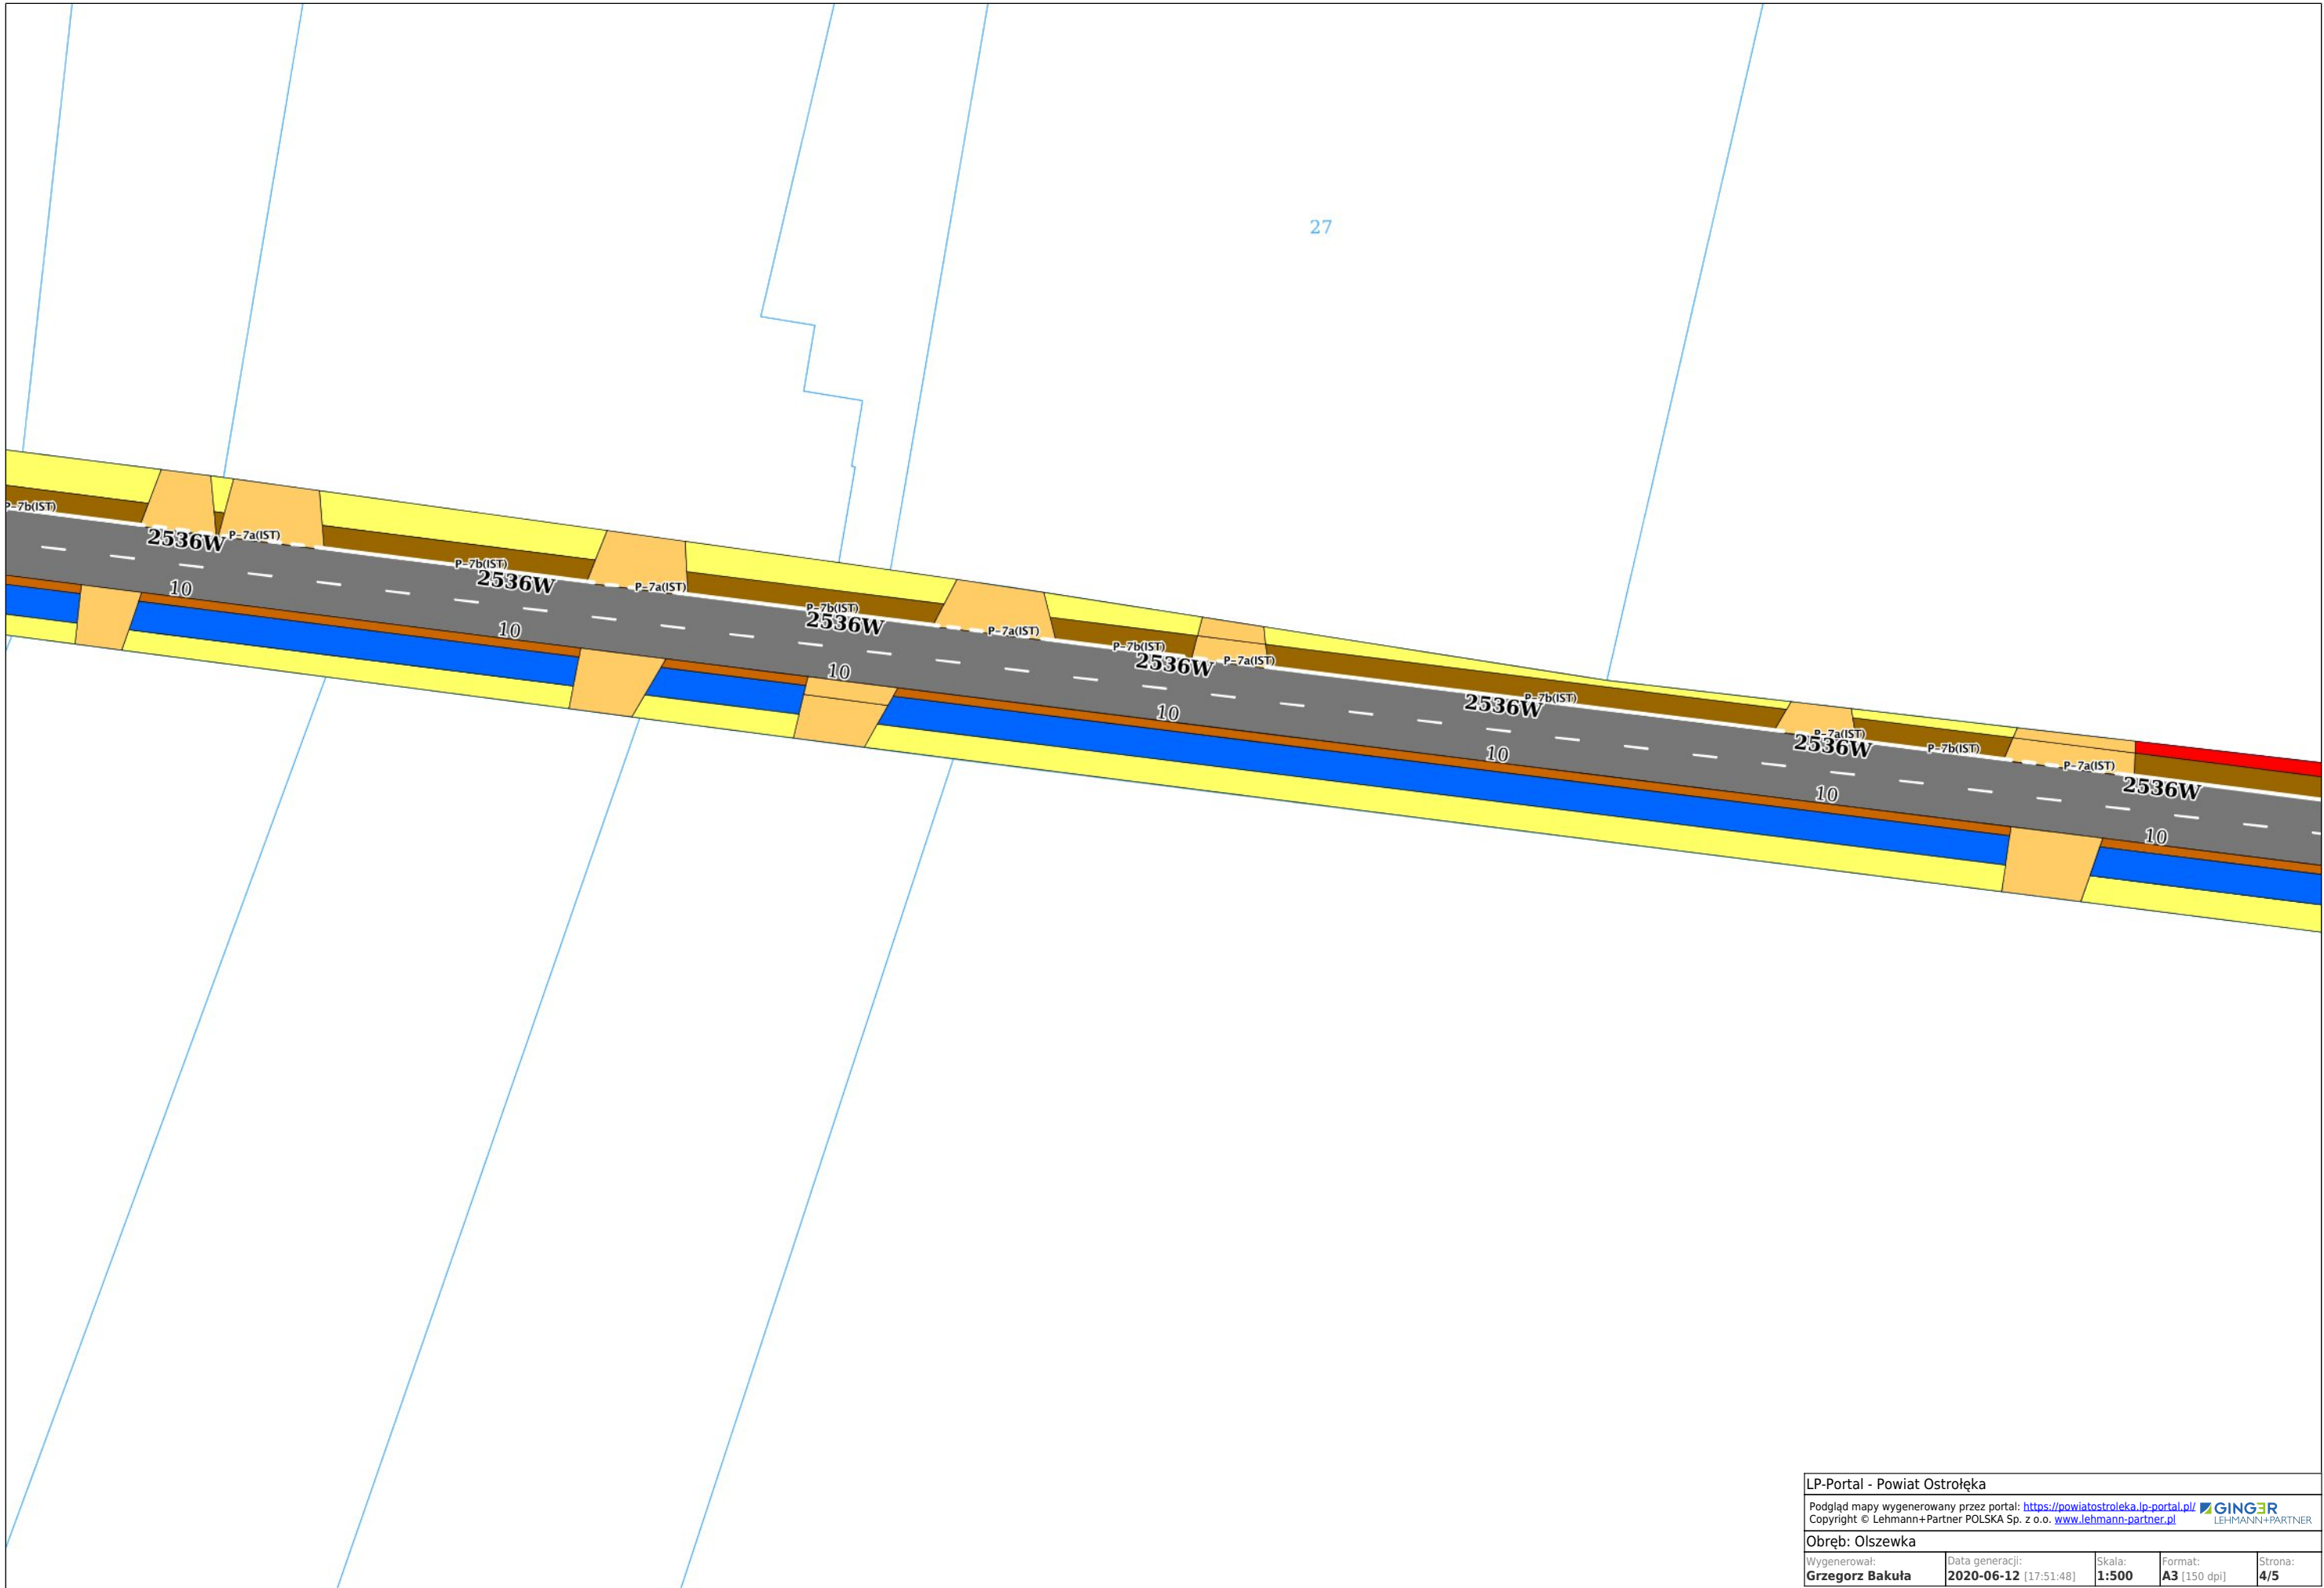 27
P-7b(IST)
2536W
P-7a(IST)
10
P-7b(IST)
2536W
P-7a(IST)
10
P-7b(IST)
2536W
P-7a(IST)
10
P-7b(IST)
2536W
P-7a(IST)
10
P-7b(IST)
2536W
10
P-7a(IST)
2536W
P-7b(IST)
10
P-7a(IST)
2536W
10
LP-Portal - Powiat Ostrołęka
Podgląd mapy wygenerowany przez portal: https://powiatostroleka.lp-portal.pl/
Copyright © Lehmann+Partner POLSKA Sp. z o.o. www.lehmann-partner.pl
GINGER
LEHMANN+PARTNER
Obręb: Olszewka
Wygenerował: Data generacji: Skala: Format: Strona:
Grzegorz Bakuła 2020-06-12 [17:51:48] 1:500 A3 [150 dpi] 4/5